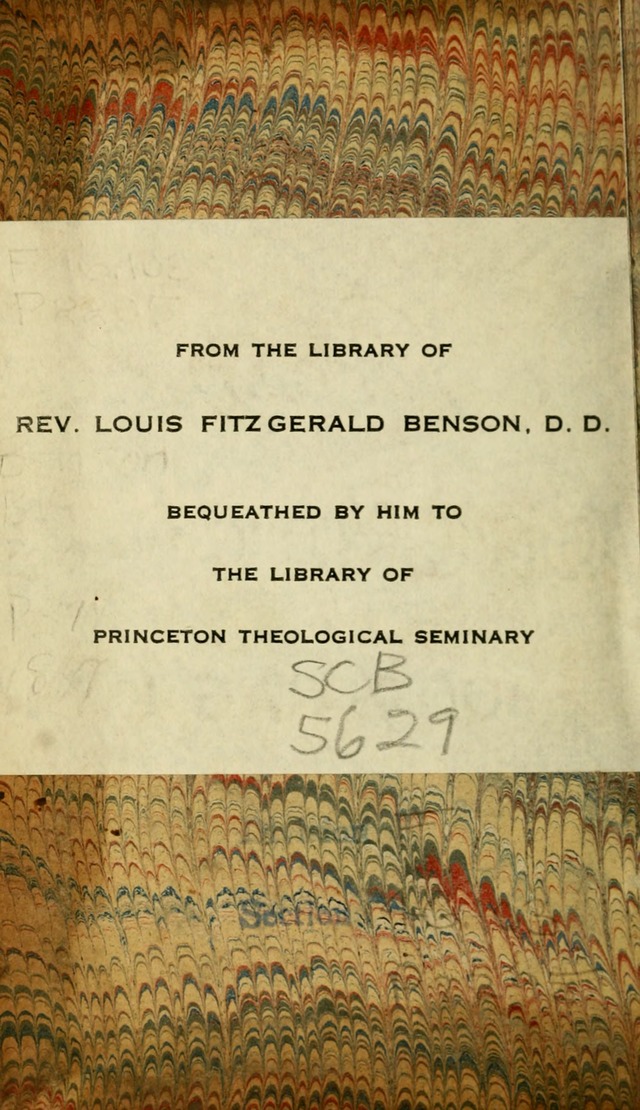 FROM THE LIBRARY OF
REV. LOUIS FITZGERALD BENSON, D. D.
BEQUEATHED BY HIM TO
THE LIBRARY OF
PRINCETON THEOLOGICAL SEMINARY
SCB
5629
Section